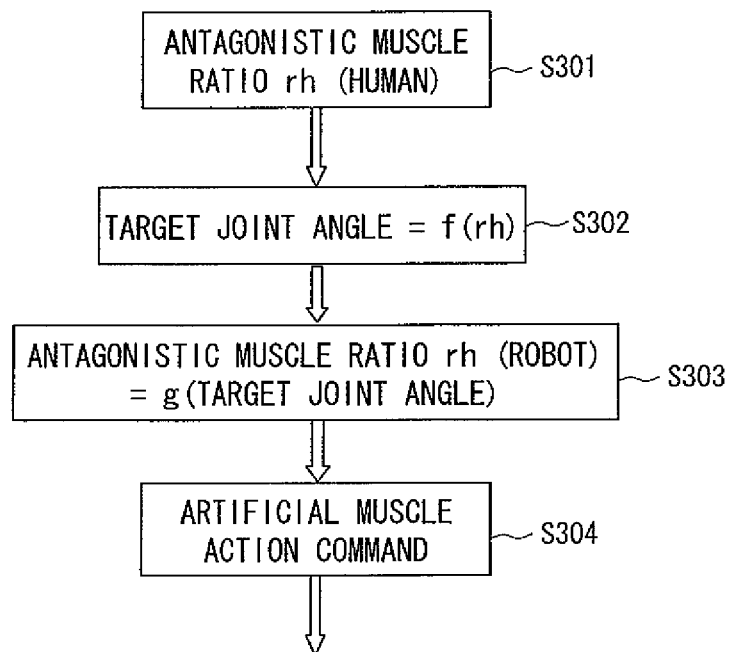 ANTAGONISTIC MUSCLE
RATIO rh (HUMAN)
S301
TARGET JOINT ANGLE = f(rh)
S302
ANTAGONISTIC MUSCLE RATIO rh (ROBOT)
= g(TARGET JOINT ANGLE)
S303
ARTIFICIAL MUSCLE
ACTION COMMAND
S304